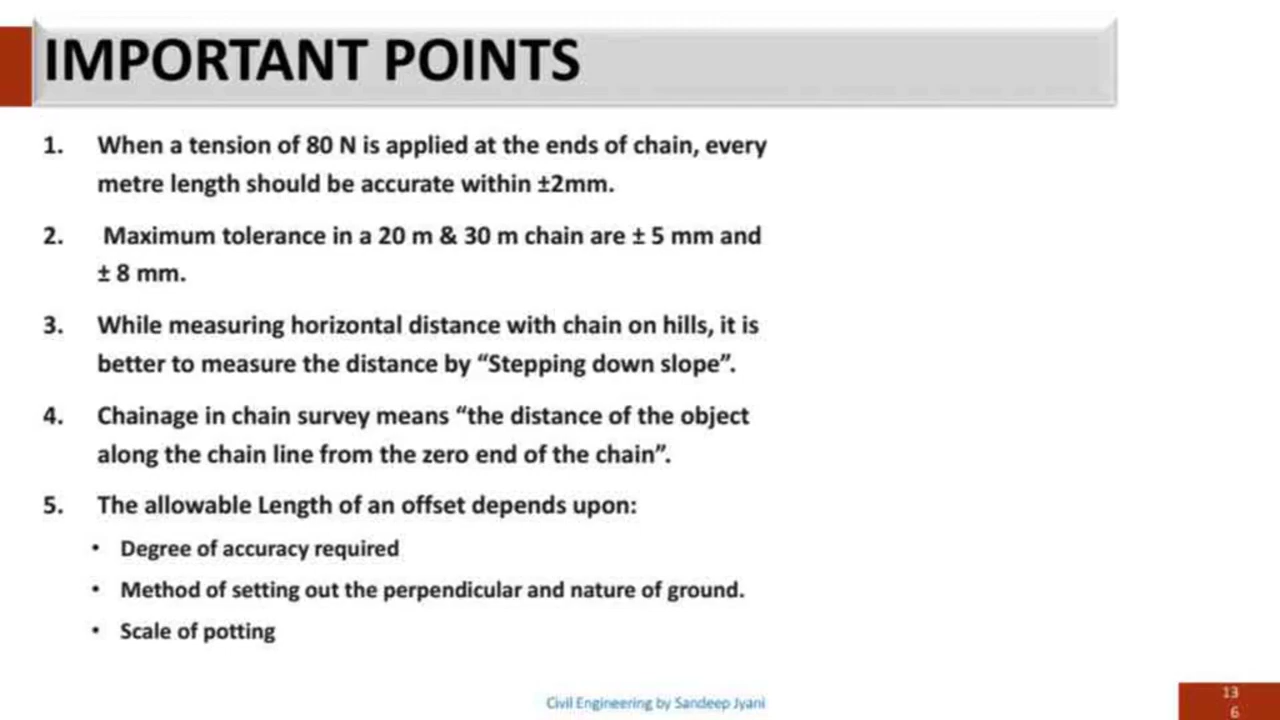 IMPORTANT POINTS
1. When a tension of 80 N is applied at the ends of chain, every
metre length should be accurate within ±2mm.
2. Maximum tolerance in a 20 m & 30 m chain are ± 5 mm and
± 8 mm.
3. While measuring horizontal distance with chain on hills, it is
better to measure the distance by “Stepping down slope”.
4. Chainage in chain survey means “the distance of the object
along the chain line from the zero end of the chain”.
5. The allowable Length of an offset depends upon:
• Degree of accuracy required
• Method of setting out the perpendicular and nature of ground.
• Scale of potting
Civil Engineering by Sandeep Jyani
13
6